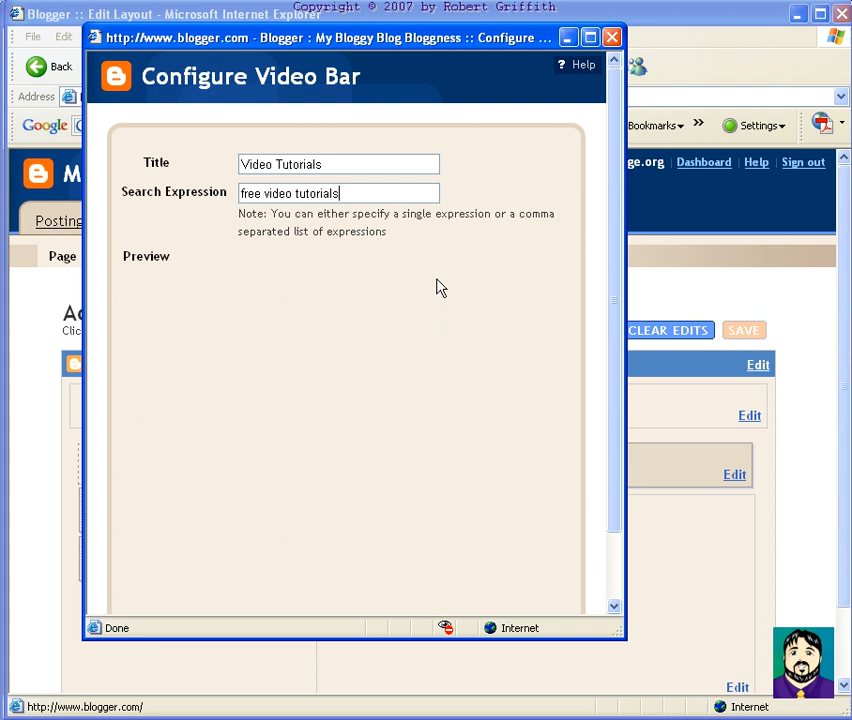 Copyright © 2007 by Robert Griffith
Blogger :: Edit Layout - Microsoft Internet Explorer
File Edit
http://www.blogger.com - Blogger : My Bloggy Blog Bloggness :: Configure ...
Back
Configure Video Bar
? Help
Address
Google
Bookmarks
Settings
Title
Video Tutorials
ge.org Dashboard Help Sign out
M
Search Expression
free video tutorials
Note: You can either specify a single expression or a comma
separated list of expressions
Posting
Page
Preview
Ad
Clic
CLEAR EDITS SAVE
Edit
Edit
Edit
Edit
Done
Internet
http://www.blogger.com/
Internet